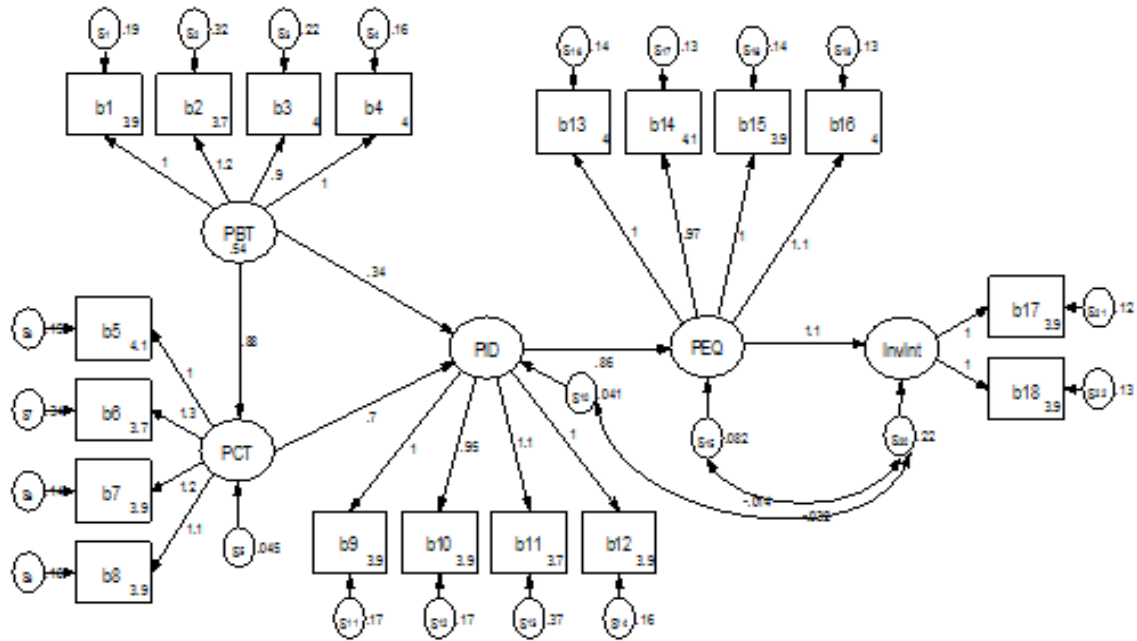 .19 .32 .22 .16
b1 3.9
b2 3.7
b3 4
b4 4
1 1.2 .9 1
PBT .54
.14 .13 .14 .13
b13 4
b14 4.1
b15 3.9
b16 4
1 .97 1 1.1
.34
.88
b5 4.1
b6 3.7
b7 3.9
b8 3.9
1
1.3
1.2
1.1
PCT
.045
.7
PID
.86
.041
PEQ
.082
1.1
InvInt
.22
1
1
b17 3.9
.12
b18 3.9
.13
-.014
-.032
1 .95 1.1 1
b9 3.9
b10 3.9
b11 3.7
b12 3.9
.17 .17 .37 .16